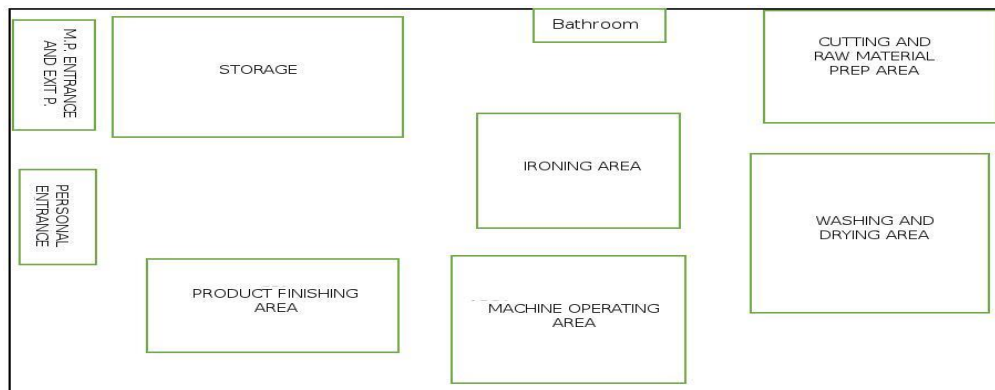 M.P. ENTRANCE
AND EXIT P.
STORAGE
Bathroom
CUTTING AND
RAW MATERIAL
PREP AREA
IRONING AREA
PERSONAL
ENTRANCE
WASHING AND
DRYING AREA
PRODUCT FINISHING
AREA
MACHINE OPERATING
AREA